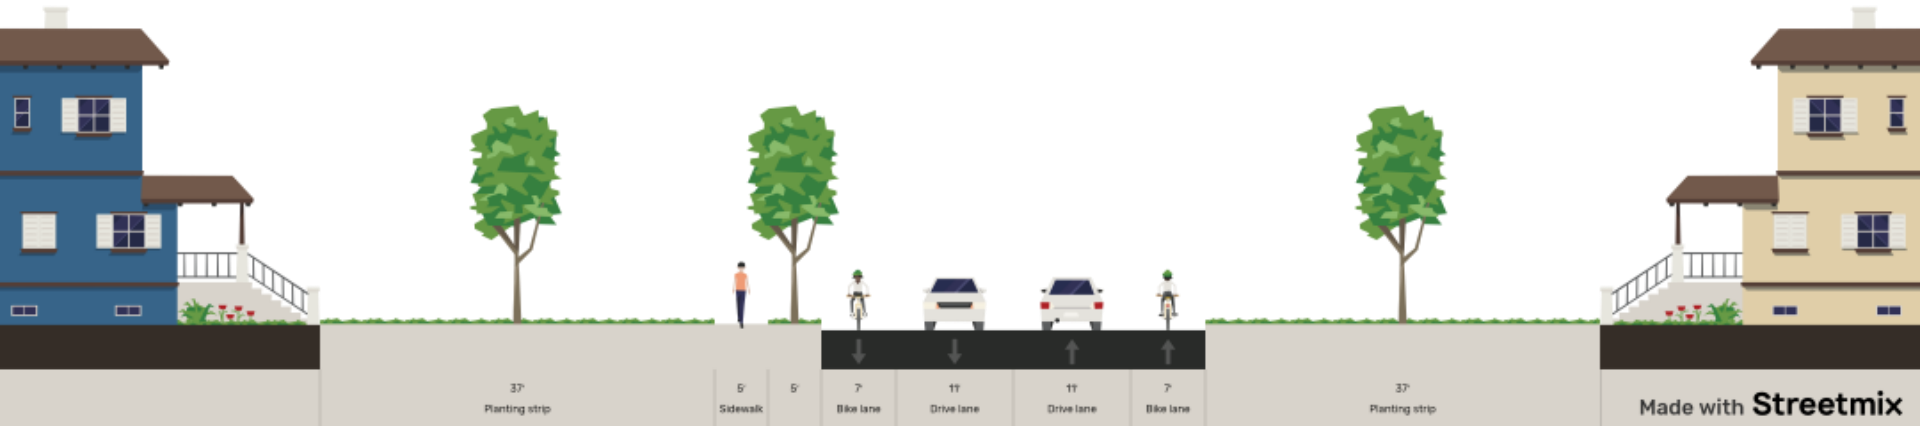 37'
Planting strip
5'
Sidewalk
5'
7'
Bike lane
11'
Drive lane
11'
Drive lane
7'
Bike lane
37'
Planting strip
Made with Streetmix